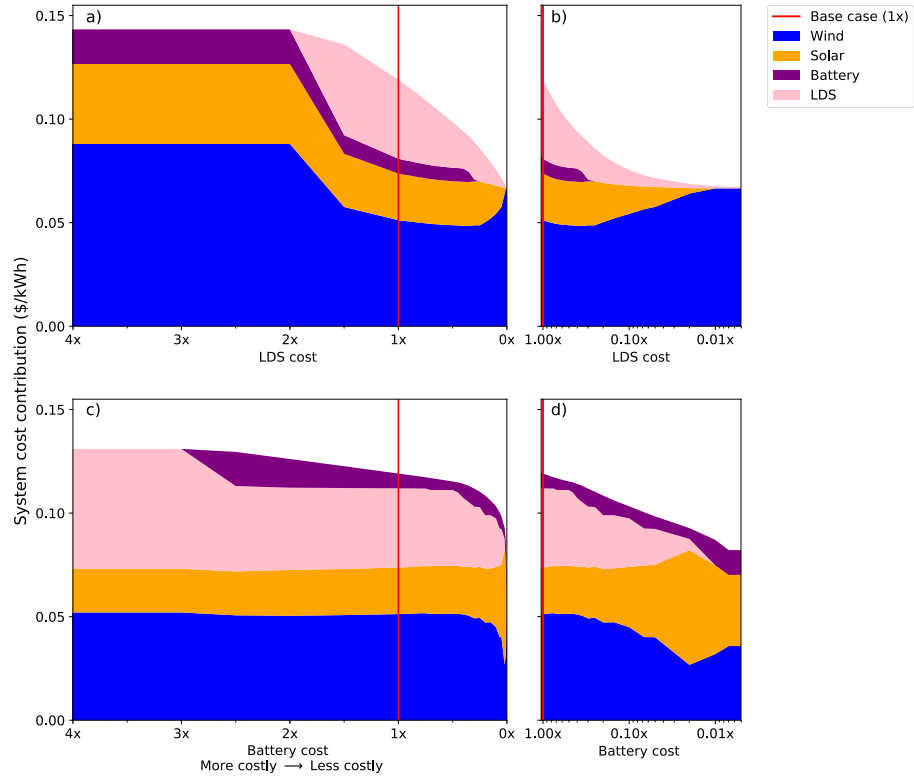 a)
b)
Base case (1x)
Wind
Solar
Battery
LDS
System cost contribution ($/kWh)
0.15
0.10
0.05
0.00
4x 3x 2x 1x 0x
LDS cost
1.00x 0.10x 0.01x
LDS cost
c)
d)
0.15
0.10
0.05
0.00
4x 3x 2x 1x 0x
Battery cost
More costly → Less costly
1.00x 0.10x 0.01x
Battery cost